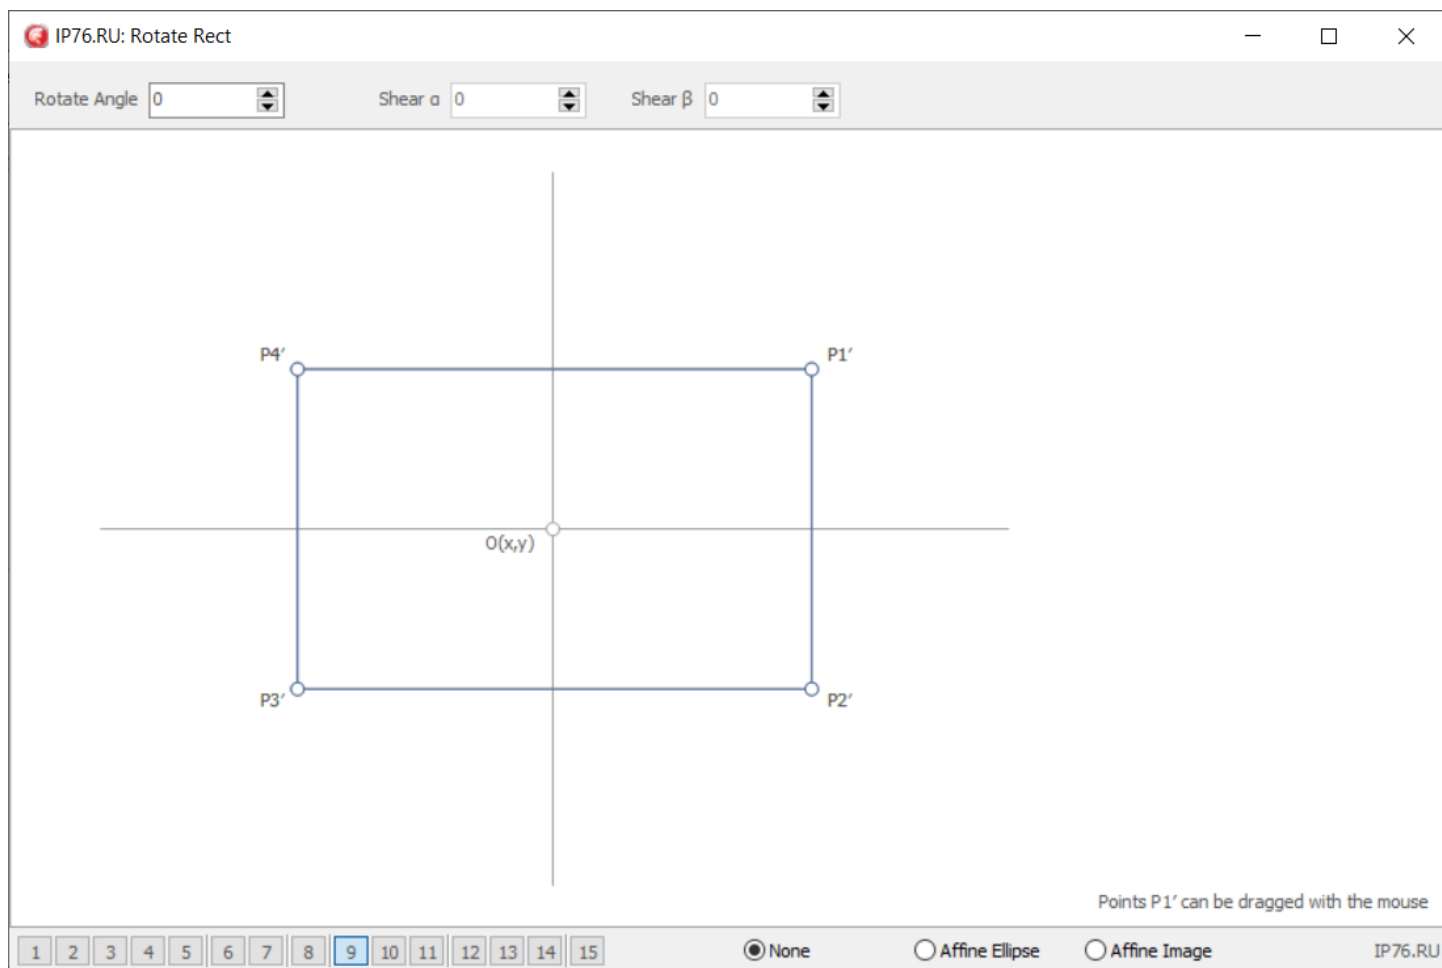 IP76.RU: Rotate Rect
Rotate Angle 0 Shear α 0 Shear β 0
P4′ P1′
O(x,y)
P3′ P2′
Points P1′ can be dragged with the mouse
1 2 3 4 5 6 7 8 9 10 11 12 13 14 15 None Affine Ellipse Affine Image IP76.RU